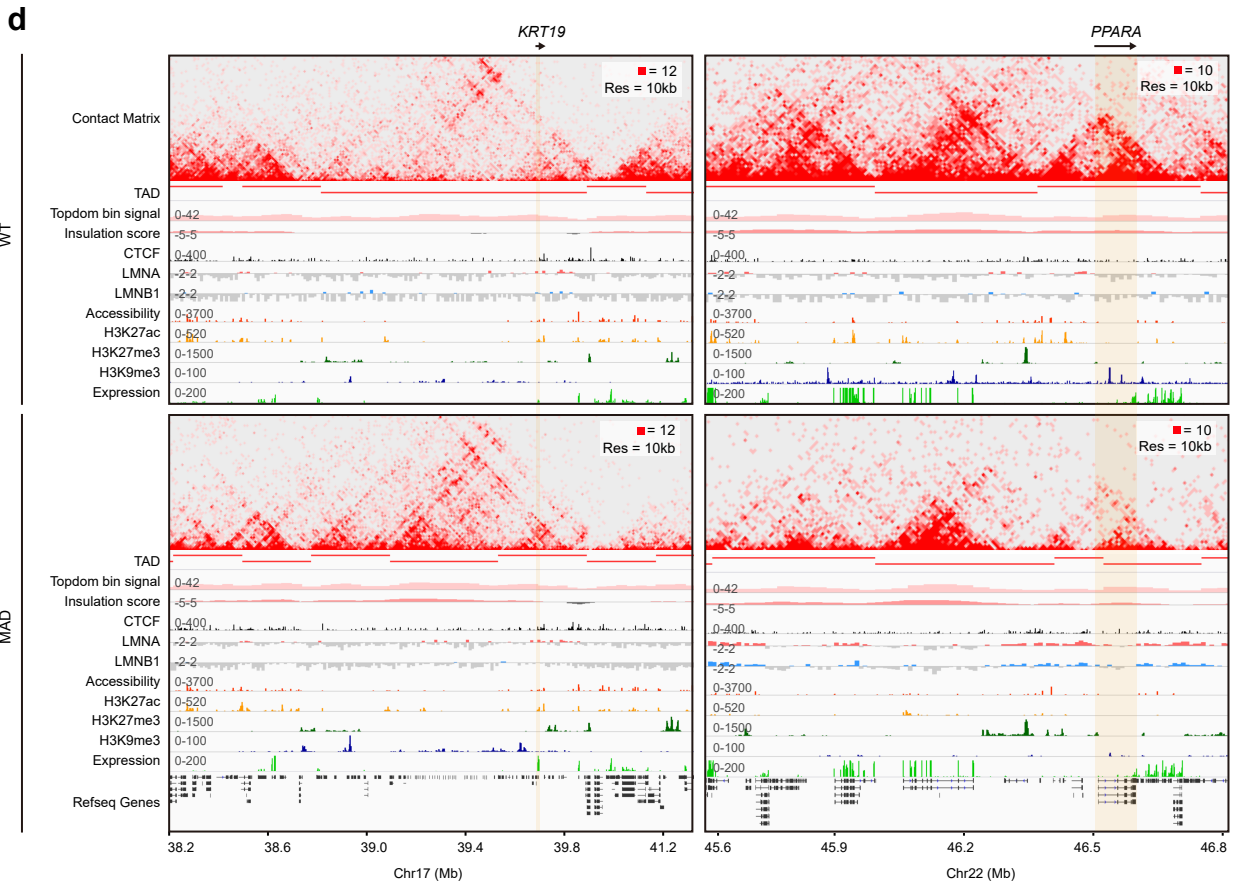 d
KRT19
PPARA
WT
Contact Matrix
= 12
Res = 10kb
= 10
Res = 10kb
TAD
Topdom bin signal
0-42
0-42
Insulation score
-5-5
-5-5
CTCF
0-400
0-400
LMNA
-2-2
-2-2
LMNB1
-2-2
-2-2
Accessibility
0-3700
0-3700
H3K27ac
0-520
0-520
H3K27me3
0-1500
0-1500
H3K9me3
0-100
0-100
Expression
0-200
0-200
MAD
= 12
Res = 10kb
= 10
Res = 10kb
TAD
Topdom bin signal
0-42
0-42
Insulation score
-5-5
-5-5
CTCF
0-400
0-400
LMNA
-2-2
-2-2
LMNB1
-2-2
-2-2
Accessibility
0-3700
0-3700
H3K27ac
0-520
0-520
H3K27me3
0-1500
0-1500
H3K9me3
0-100
0-100
Expression
0-200
0-200
Refseq Genes
38.2 38.6 39.0 39.4 39.8 41.2
45.6 45.9 46.2 46.5 46.8
Chr17 (Mb)
Chr22 (Mb)